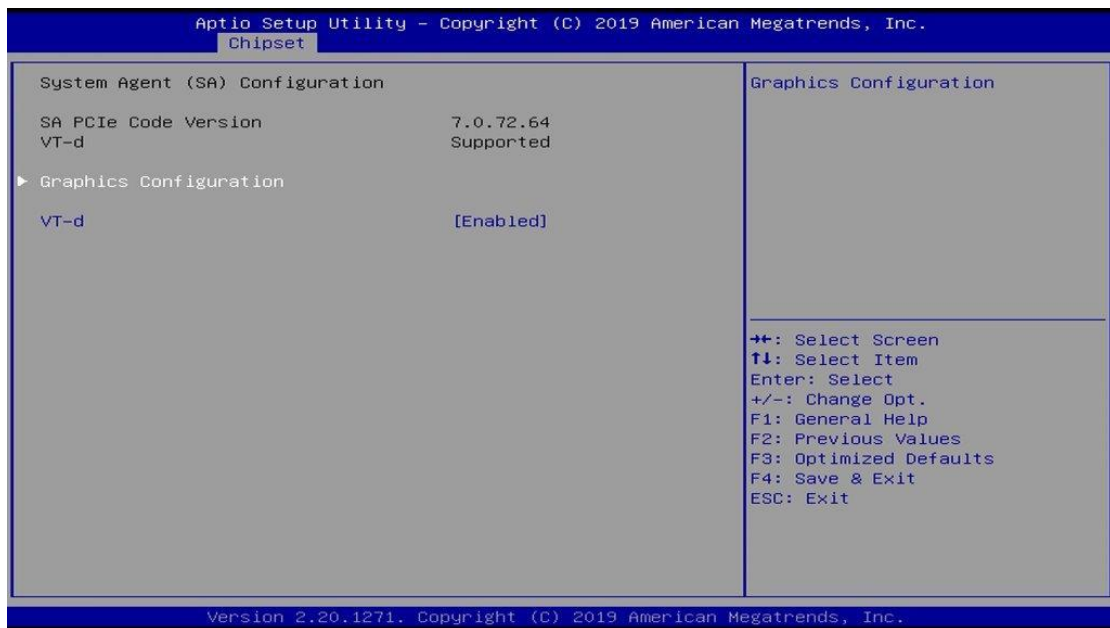 Aptio Setup Utility – Copyright (C) 2019 American Megatrends, Inc.
Chipset
System Agent (SA) Configuration
SA PCIe Code Version 7.0.72.64
VT-d Supported
► Graphics Configuration
VT-d [Enabled]
Graphics Configuration
→←: Select Screen
↑↓: Select Item
Enter: Select
+/-: Change Opt.
F1: General Help
F2: Previous Values
F3: Optimized Defaults
F4: Save & Exit
ESC: Exit
Version 2.20.1271. Copyright (C) 2019 American Megatrends, Inc.